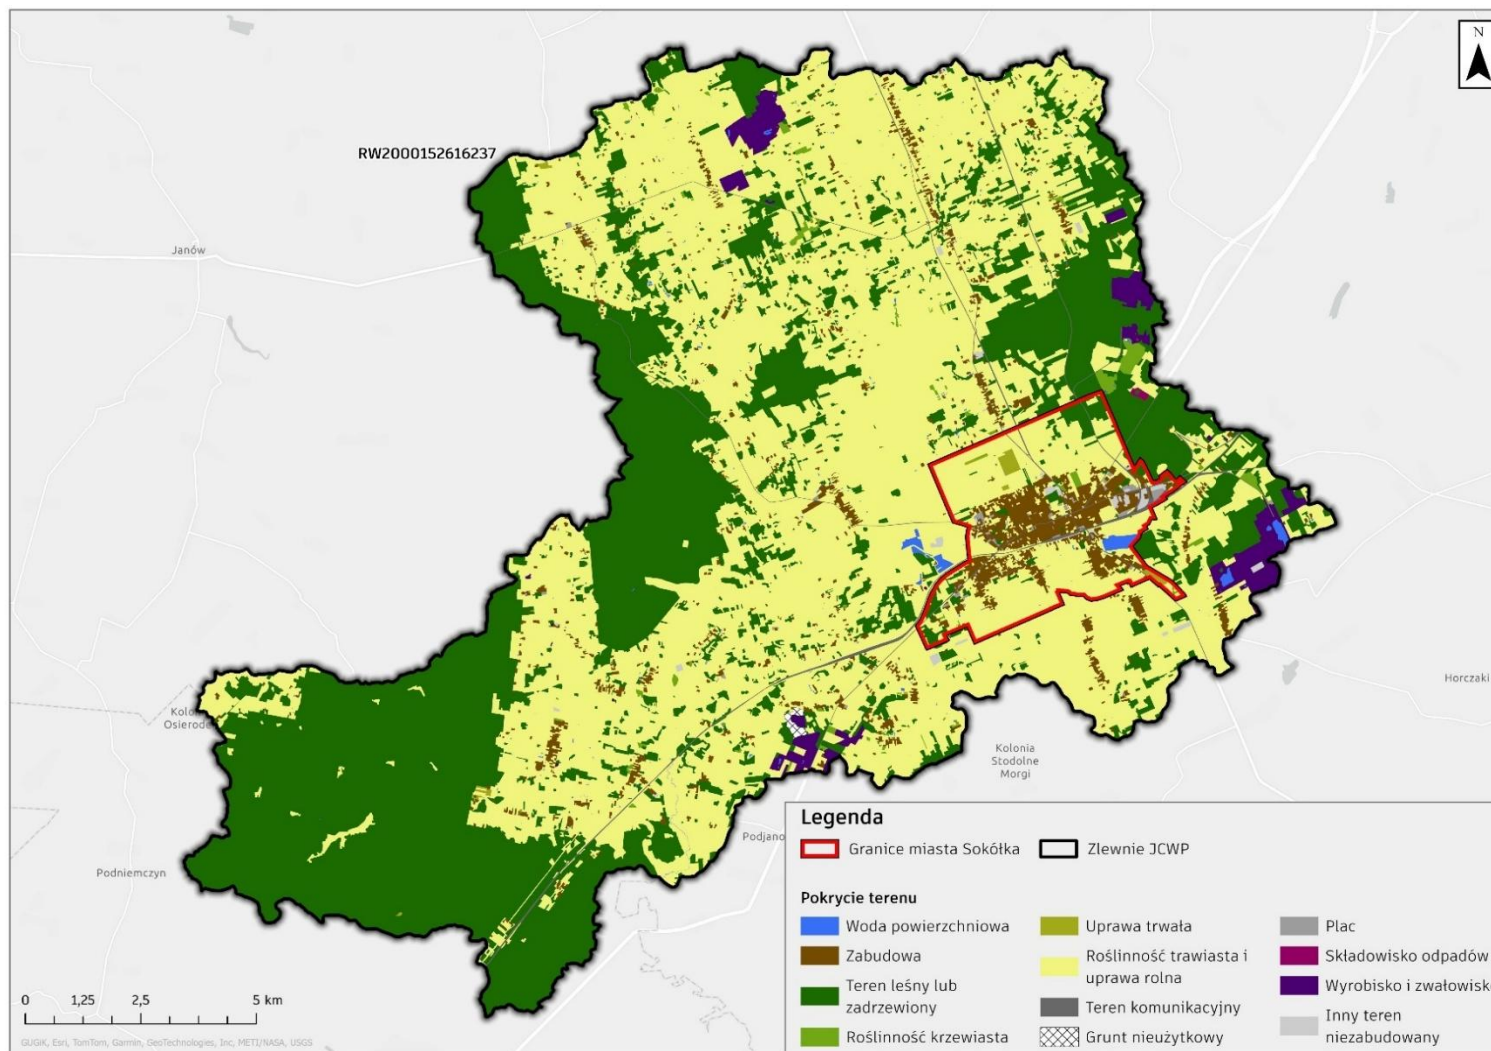 N
RW2000152616237
Janów
Osierode
Horczaki
Kolonia
Stodolne
Morgi
Podjano
Podniemczyn
Legenda
Granice miasta Sokółka
Zlewnie JCWP
Pokrycie terenu
Woda powierzchniowa
Zabudowa
Teren leśny lub
zadrzewiony
Roślinność krzewiasta
Uprawa trwała
Roślinność trawiasta i
uprawa rolna
Teren komunikacyjny
Grunt nieużytkowy
Plac
Składowisko odpadów
Wyrobisko i zwałowisk
Inny teren
niezabudowany
0 1,25 2,5 5 km
GUGIK, Esri, TomTom, Garmin, GeoTechnologies, Inc, METI/NASA, USGS